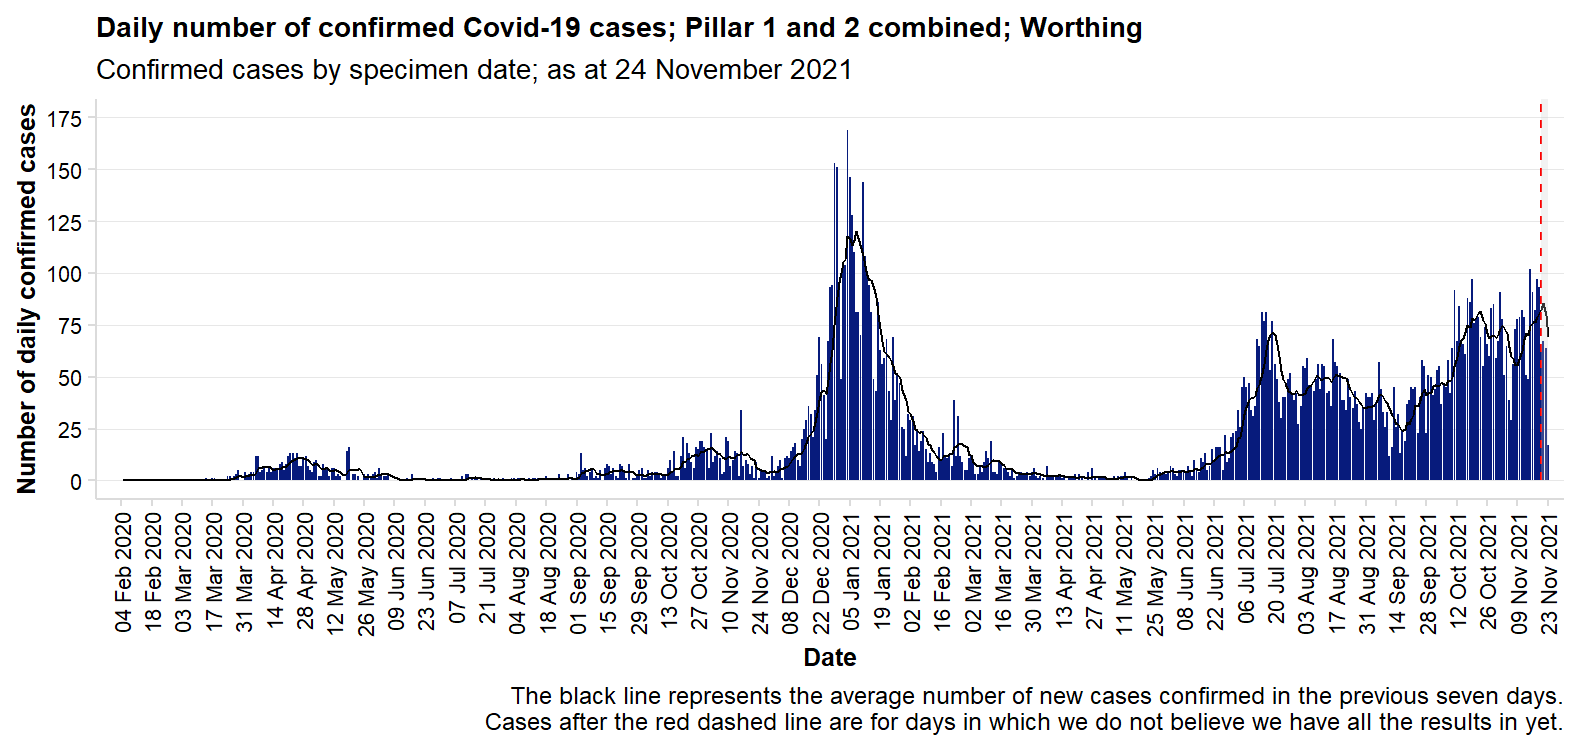 Daily number of confirmed Covid-19 cases; Pillar 1 and 2 combined; Worthing
Confirmed cases by specimen date; as at 24 November 2021
Number of daily confirmed cases
175
150
125
100
75
50
25
0
04 Feb 2020
18 Feb 2020
03 Mar 2020
17 Mar 2020
31 Mar 2020
14 Apr 2020
28 Apr 2020
12 May 2020
26 May 2020
09 Jun 2020
23 Jun 2020
07 Jul 2020
21 Jul 2020
04 Aug 2020
18 Aug 2020
01 Sep 2020
15 Sep 2020
29 Sep 2020
13 Oct 2020
27 Oct 2020
10 Nov 2020
24 Nov 2020
08 Dec 2020
22 Dec 2020
05 Jan 2021
19 Jan 2021
02 Feb 2021
16 Feb 2021
02 Mar 2021
16 Mar 2021
30 Mar 2021
13 Apr 2021
27 Apr 2021
11 May 2021
25 May 2021
08 Jun 2021
22 Jun 2021
06 Jul 2021
20 Jul 2021
03 Aug 2021
17 Aug 2021
31 Aug 2021
14 Sep 2021
28 Sep 2021
12 Oct 2021
26 Oct 2021
09 Nov 2021
23 Nov 2021
Date
The black line represents the average number of new cases confirmed in the previous seven days.
Cases after the red dashed line are for days in which we do not believe we have all the results in yet.